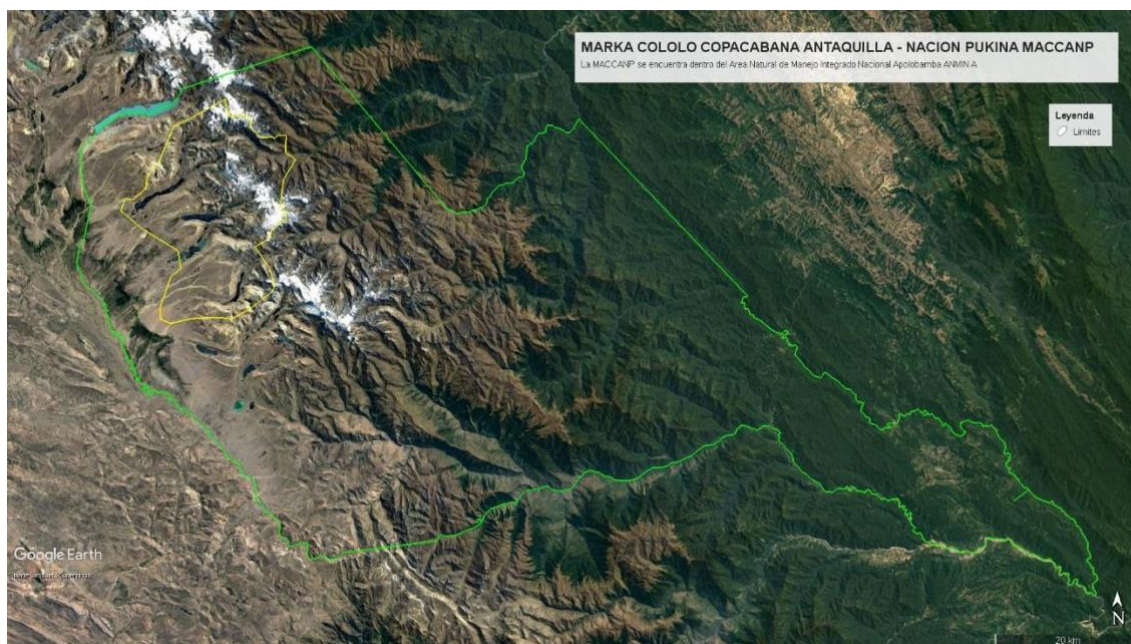 MARKA COLOLO COPACABANA ANTAQUILLA - NACION PUKINA MACCANP
La MACCANP se encuentra dentro del Area Natural de Manejo Integrado Nacional Apolobamba ANMIN A
Leyenda
Límites
Google Earth
N
20 km